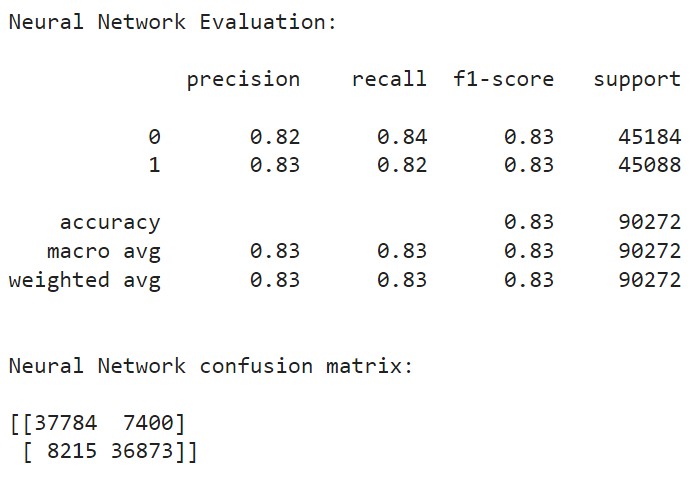 Neural Network Evaluation:
precision recall f1-score support
0 0.82 0.84 0.83 45184
1 0.83 0.82 0.83 45088
accuracy 0.83 90272
macro avg 0.83 0.83 0.83 90272
weighted avg 0.83 0.83 0.83 90272
Neural Network confusion matrix:
[[37784 7400]
[ 8215 36873]]